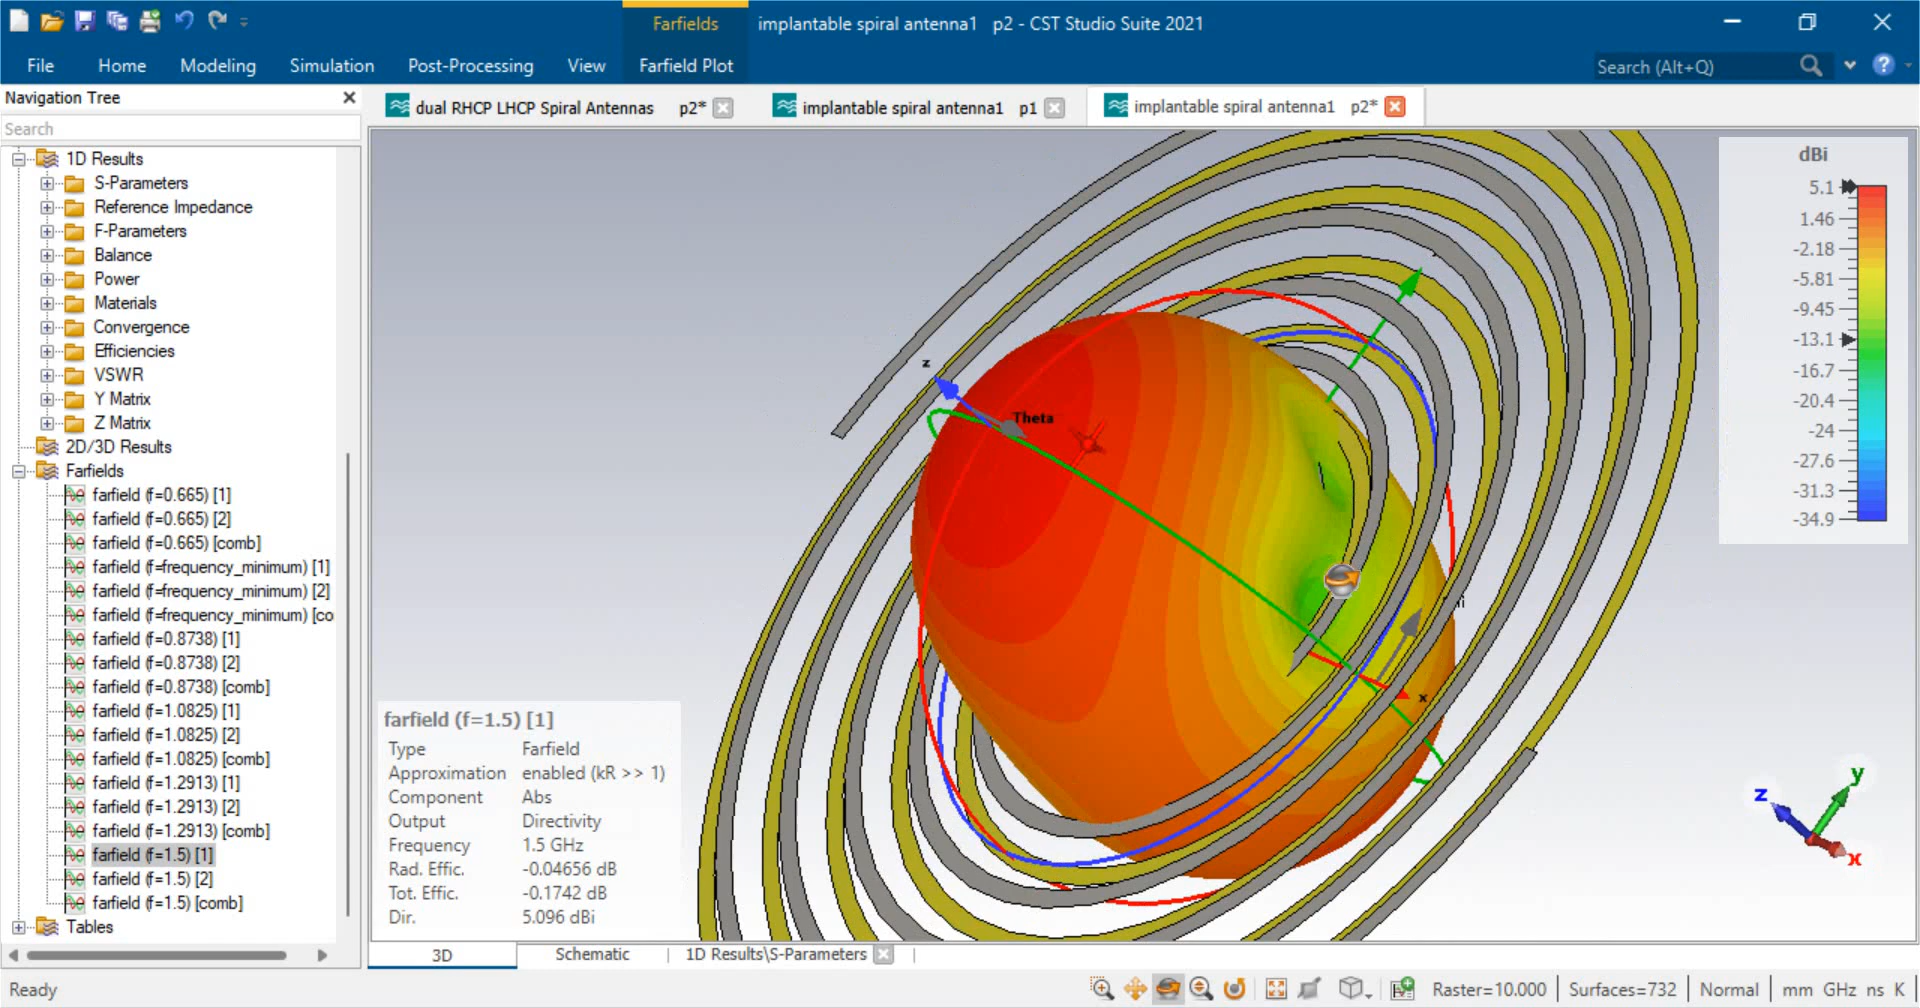 Farfields
implantable spiral antenna1 p2 - CST Studio Suite 2021
File Home Modeling Simulation Post-Processing View Farfield Plot
Search (Alt+Q)
Navigation Tree
dual RHCP LHCP Spiral Antennas p2*
implantable spiral antenna1 p1
implantable spiral antenna1 p2*
Search
1D Results
S-Parameters
Reference Impedance
F-Parameters
Balance
Power
Materials
Convergence
Efficiencies
VSWR
Y Matrix
Z Matrix
2D/3D Results
Farfields
farfield (f=0.665) [1]
farfield (f=0.665) [2]
farfield (f=0.665) [comb]
farfield (f=frequency_minimum) [1]
farfield (f=frequency_minimum) [2]
farfield (f=frequency_minimum) [co
farfield (f=0.8738) [1]
farfield (f=0.8738) [2]
farfield (f=0.8738) [comb]
farfield (f=1.0825) [1]
farfield (f=1.0825) [2]
farfield (f=1.0825) [comb]
farfield (f=1.2913) [1]
farfield (f=1.2913) [2]
farfield (f=1.2913) [comb]
farfield (f=1.5) [1]
farfield (f=1.5) [2]
farfield (f=1.5) [comb]
Tables
dBi
5.1
1.46
-2.18
-5.81
-9.45
-13.1
-16.7
-20.4
-24
-27.6
-31.3
-34.9
z
Theta
x
y
z
x
farfield (f=1.5) [1]
Type Farfield
Approximation enabled (kR >> 1)
Component Abs
Output Directivity
Frequency 1.5 GHz
Rad. Effic. -0.04656 dB
Tot. Effic. -0.1742 dB
Dir. 5.096 dBi
3D Schematic 1D Results\S-Parameters
Ready
Raster=10.000 Surfaces=732 Normal mm GHz ns K